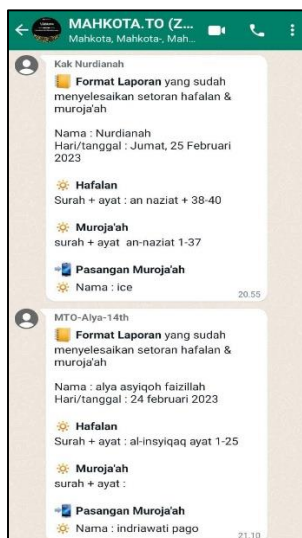 MAHKOTA.TO (Z...
Mahkota, Mahkota-, Mah...
Kak Nurdianah
Format Laporan yang sudah
menyelesaikan setoran hafalan &
muroja'ah
Nama : Nurdianah
Hari/tanggal : Jumat, 25 Februari
2023
Hafalan
Surah + ayat : an naziat + 38-40
Muroja'ah
surah + ayat an-naziat 1-37
Pasangan Muroja'ah
Nama : ice
20.55
MTO-Alya-14th
Format Laporan yang sudah
menyelesaikan setoran hafalan &
muroja'ah
Nama : alya asyiqoh faizillah
Hari/tanggal : 24 februari 2023
Hafalan
Surah + ayat : al-insyiqaq ayat 1-25
Muroja'ah
surah + ayat :
Pasangan Muroja'ah
Nama : indriawati pago
21.10